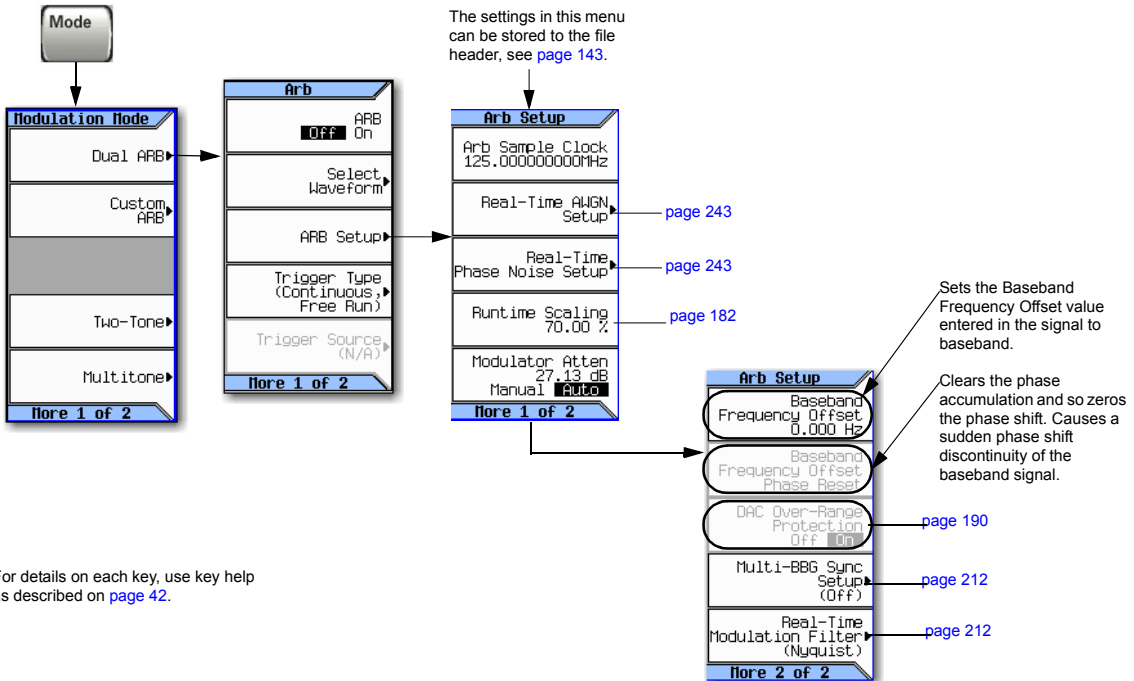 Mode
The settings in this menu
can be stored to the file
header, see page 143.
Modulation Mode
Dual ARB
Custom
ARB
Two-Tone
Multitone
More 1 of 2
Arb
ARB
Off On
Select
Waveform
ARB Setup
Trigger Type
(Continuous,
Free Run)
Trigger Source
(N/A)
More 1 of 2
Arb Setup
Arb Sample Clock
125.000000000MHz
Real-Time AWGN
Setup
page 243
Real-Time
Phase Noise Setup
page 243
Runtime Scaling
70.00 %
page 182
Modulator Atten
27.13 dB
Manual Auto
More 1 of 2
Arb Setup
Baseband
Frequency Offset
0.000 Hz
Sets the Baseband
Frequency Offset value
entered in the signal to
baseband.
Baseband
Frequency Offset
Phase Reset
Clears the phase
accumulation and so zeros
the phase shift. Causes a
sudden phase shift
discontinuity of the
baseband signal.
DAC Over-Range
Protection
Off On
page 190
Multi-BBG Sync
Setup
(Off)
page 212
Real-Time
Modulation Filter
(Nyquist)
page 212
More 2 of 2
or details on each key, use key help
s described on page 42.